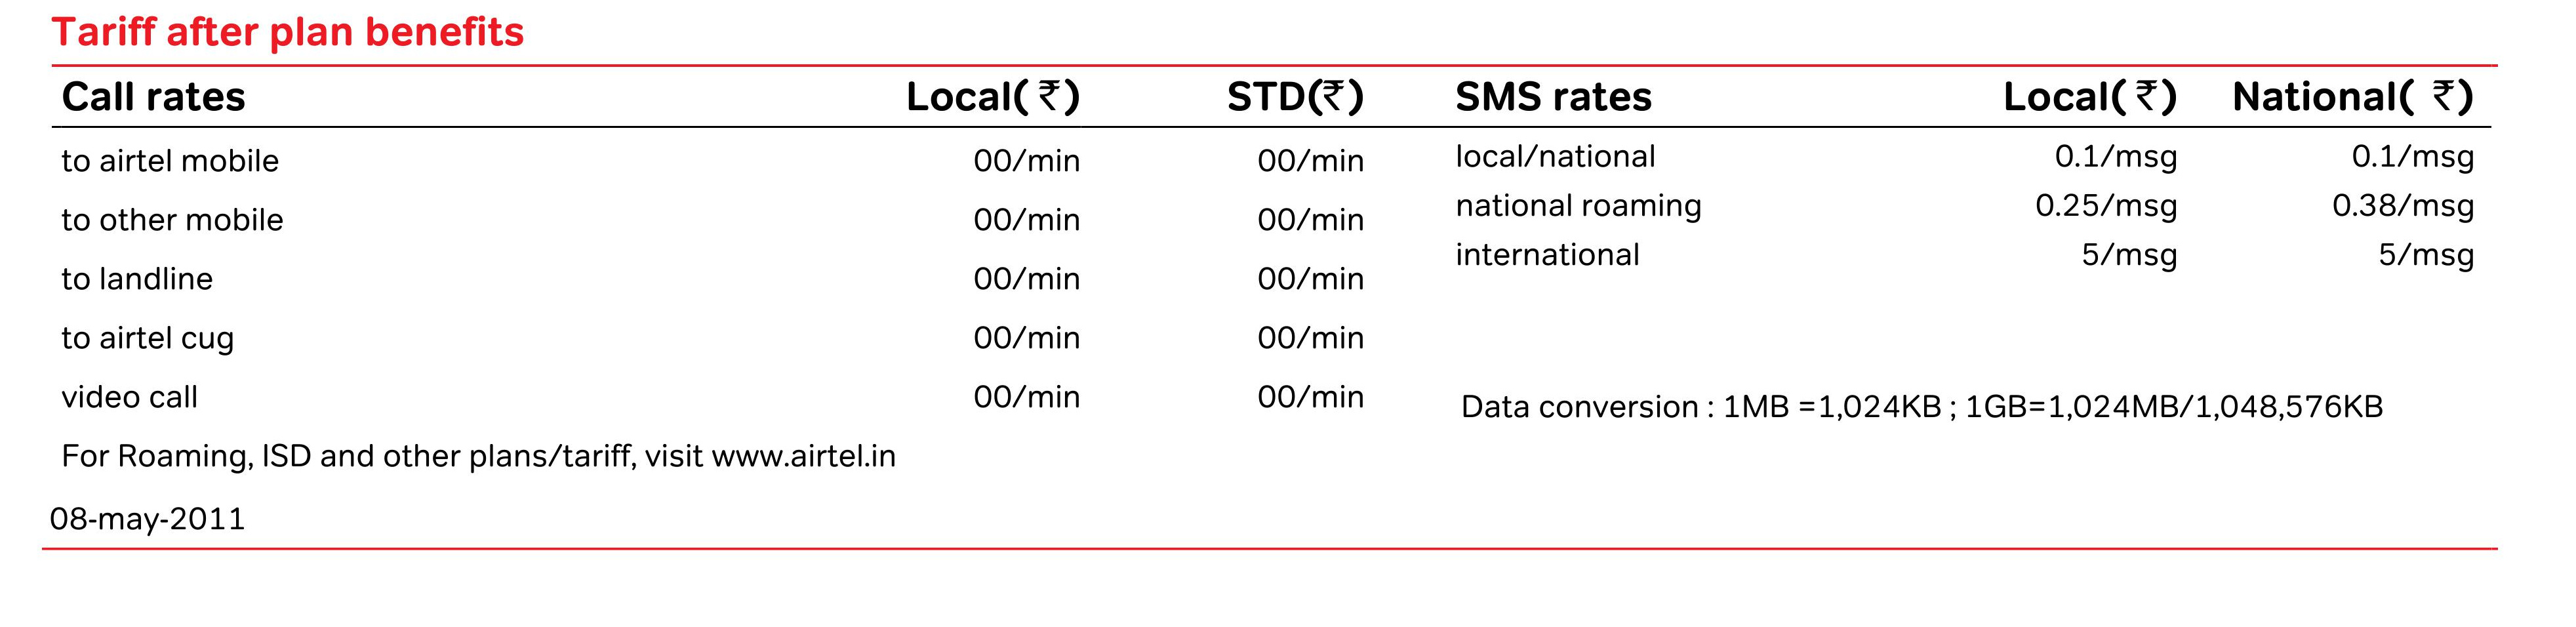 Tariff after plan benefits
Call rates Local( ₹) STD(₹) SMS rates Local( ₹) National( ₹)
to airtel mobile 00/min 00/min local/national 0.1/msg 0.1/msg
to other mobile 00/min 00/min national roaming 0.25/msg 0.38/msg
to landline 00/min 00/min international 5/msg 5/msg
to airtel cug 00/min 00/min
video call 00/min 00/min Data conversion : 1MB =1,024KB ; 1GB=1,024MB/1,048,576KB
For Roaming, ISD and other plans/tariff, visit www.airtel.in
08-may-2011